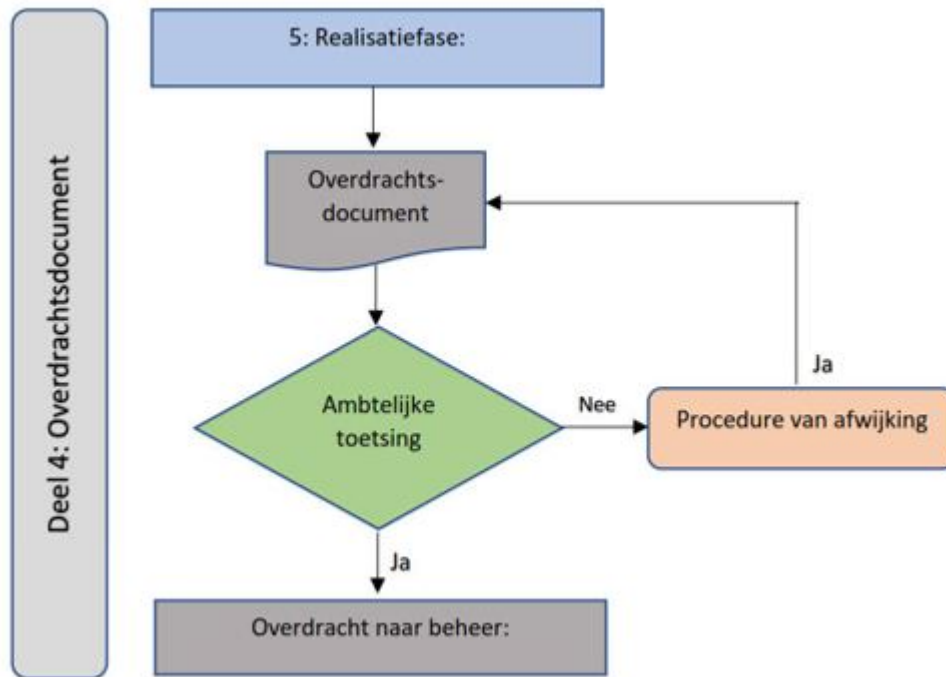 Deel 4: Overdrachtsdocument
5: Realisatiefase:
Overdrachts-
document
Ja
Ambtelijke
toetsing
Nee
Procedure van afwijking
Ja
Overdracht naar beheer: